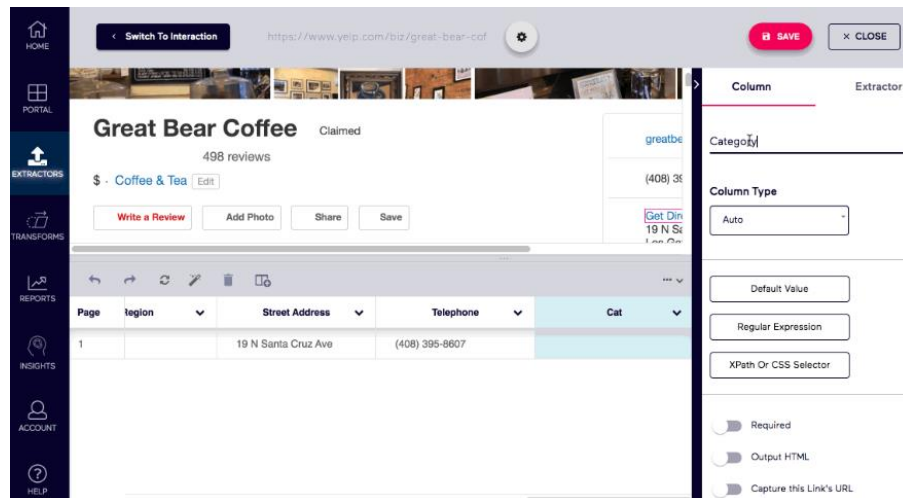 HOME
PORTAL
EXTRACTORS
TRANSFORMS
REPORTS
INSIGHTS
ACCOUNT
HELP
< Switch To Interaction
https://www.yelp.com/biz/great-bear-cof
SAVE
× CLOSE
Great Bear Coffee Claimed
498 reviews
$ · Coffee & Tea Edit
Write a Review Add Photo Share Save
greatbe
(408) 39
Get Dire
19 N Sa
Page Region Street Address Telephone Cat
1 19 N Santa Cruz Ave (408) 395-8607
Column Extractor
Category
Column Type
Auto
Default Value
Regular Expression
XPath Or CSS Selector
Required
Output HTML
Capture this Link's URL